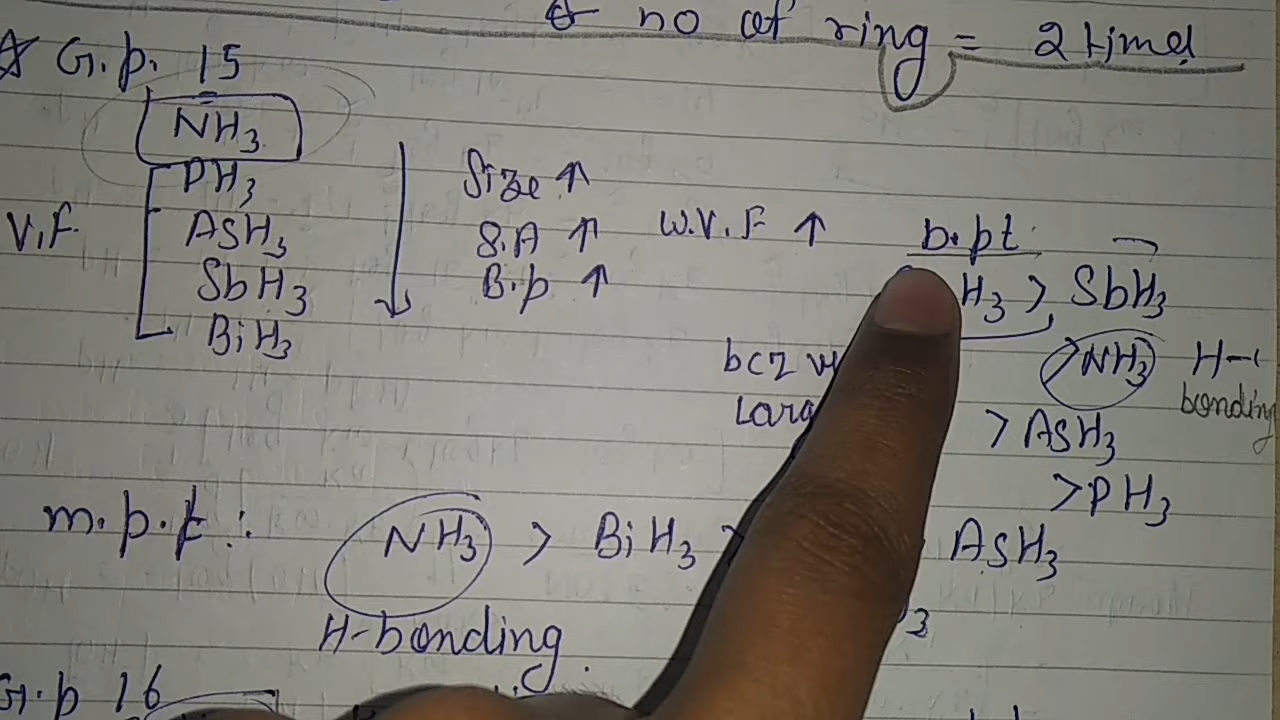 no of ring = 2 times
G.p. 15
NH3
PH3
AsH3
SbH3
BiH3
V.F.
Size ↑
S.A ↑
B.p ↑
W.V.F ↑
b.pt
H3 > SbH3
> NH3 H-
bonding
bcz
> AsH3
> PH3
m.p.t :
NH3 > BiH3 > AsH3
3
H-bonding
G.p 16